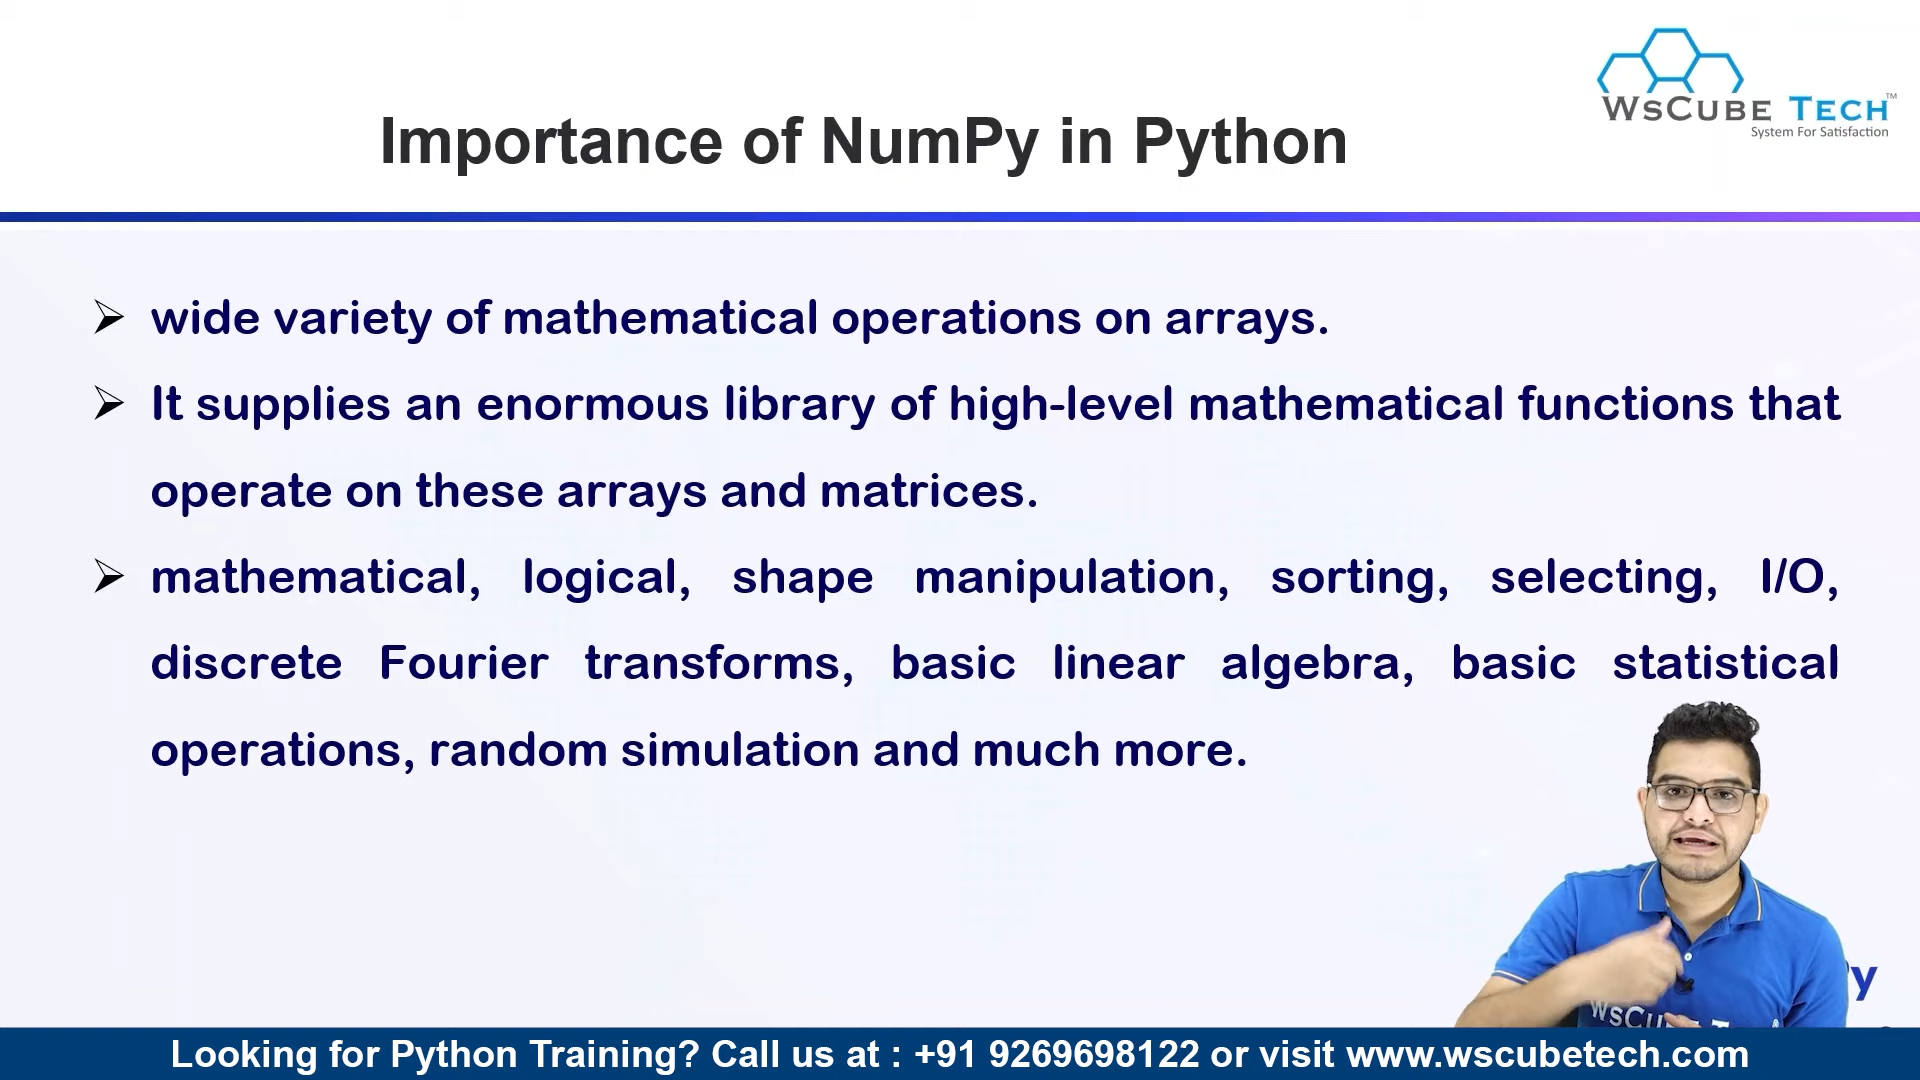 WsCube Tech™
System For Satisfaction
Importance of NumPy in Python
➢ wide variety of mathematical operations on arrays.
➢ It supplies an enormous library of high-level mathematical functions that
operate on these arrays and matrices.
➢ mathematical, logical, shape manipulation, sorting, selecting, I/O,
discrete Fourier transforms, basic linear algebra, basic statistical
operations, random simulation and much more.
Looking for Python Training? Call us at : +91 9269698122 or visit www.wscubetech.com